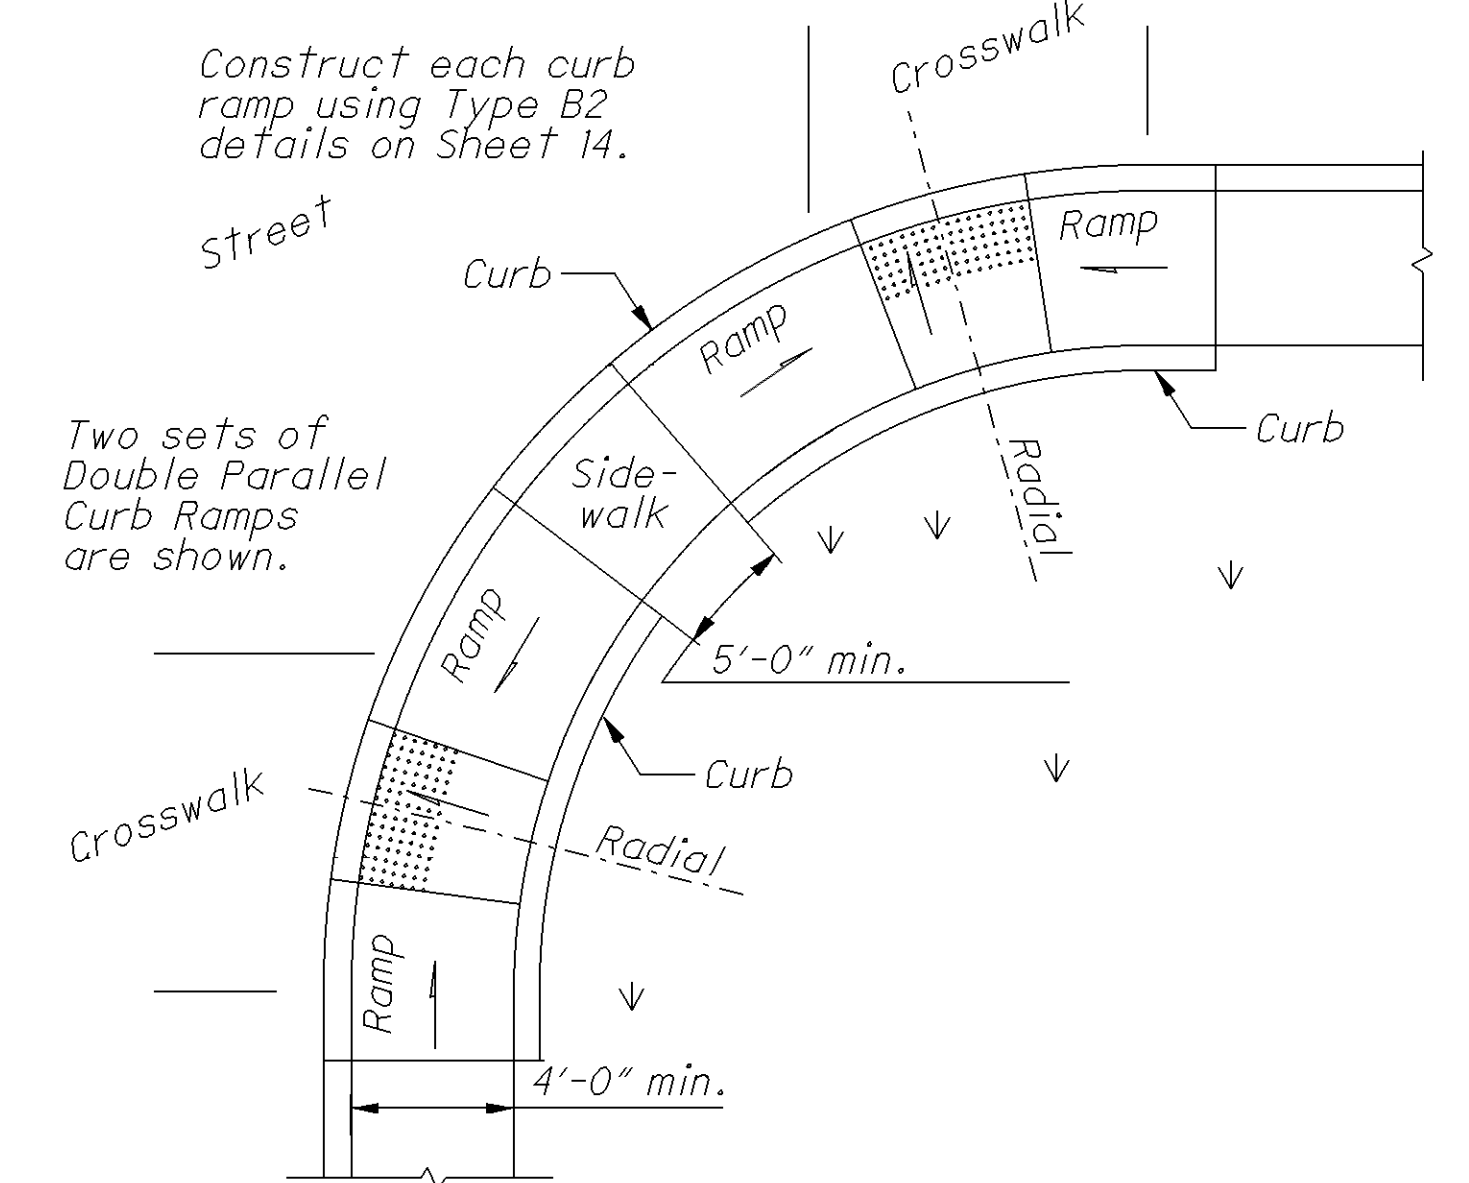 Construct each curb
ramp using Type B2
details on Sheet 14.
Crosswalk
Street
Ramp
Curb
Ramp
Curb
Two sets of
Double Parallel
Curb Ramps
are shown.
Side-
walk
Radial
Ramp
5'-0" min.
Curb
Crosswalk
Radial
Ramp
4'-0" min.